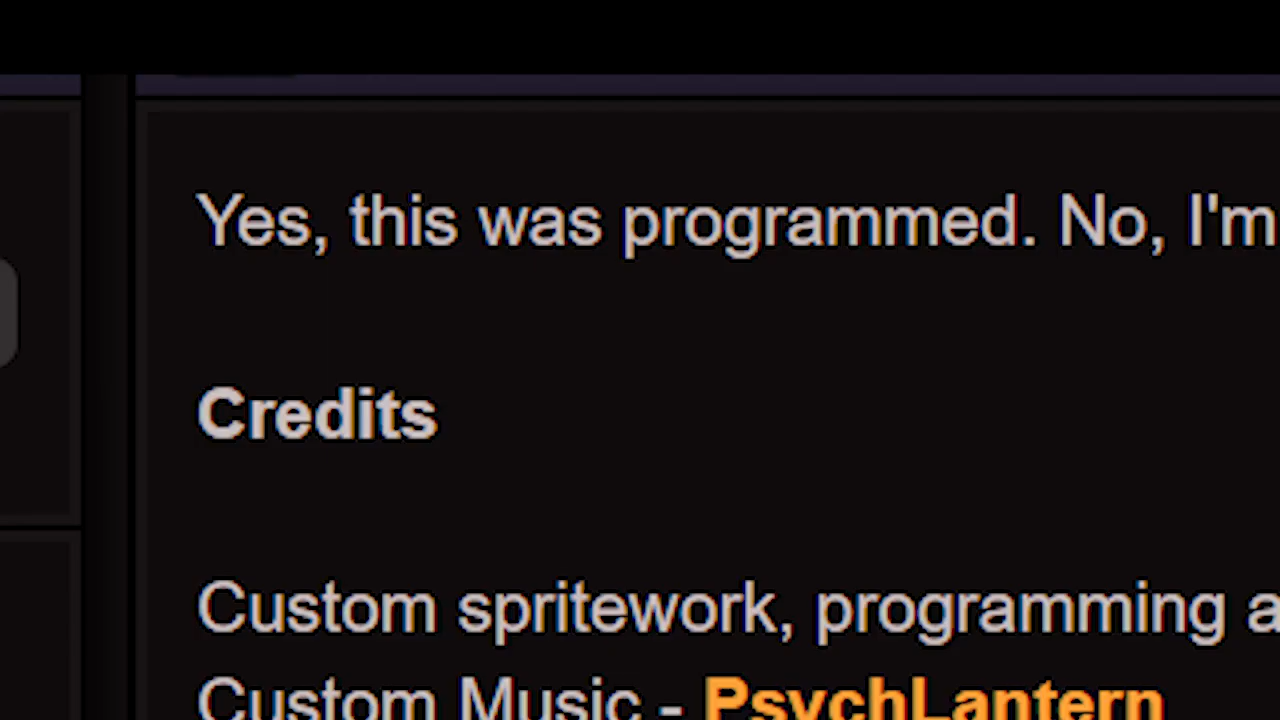 Yes, this was programmed. No, I'm
Credits
Custom spritework, programming a
Custom Music - PsychLantern